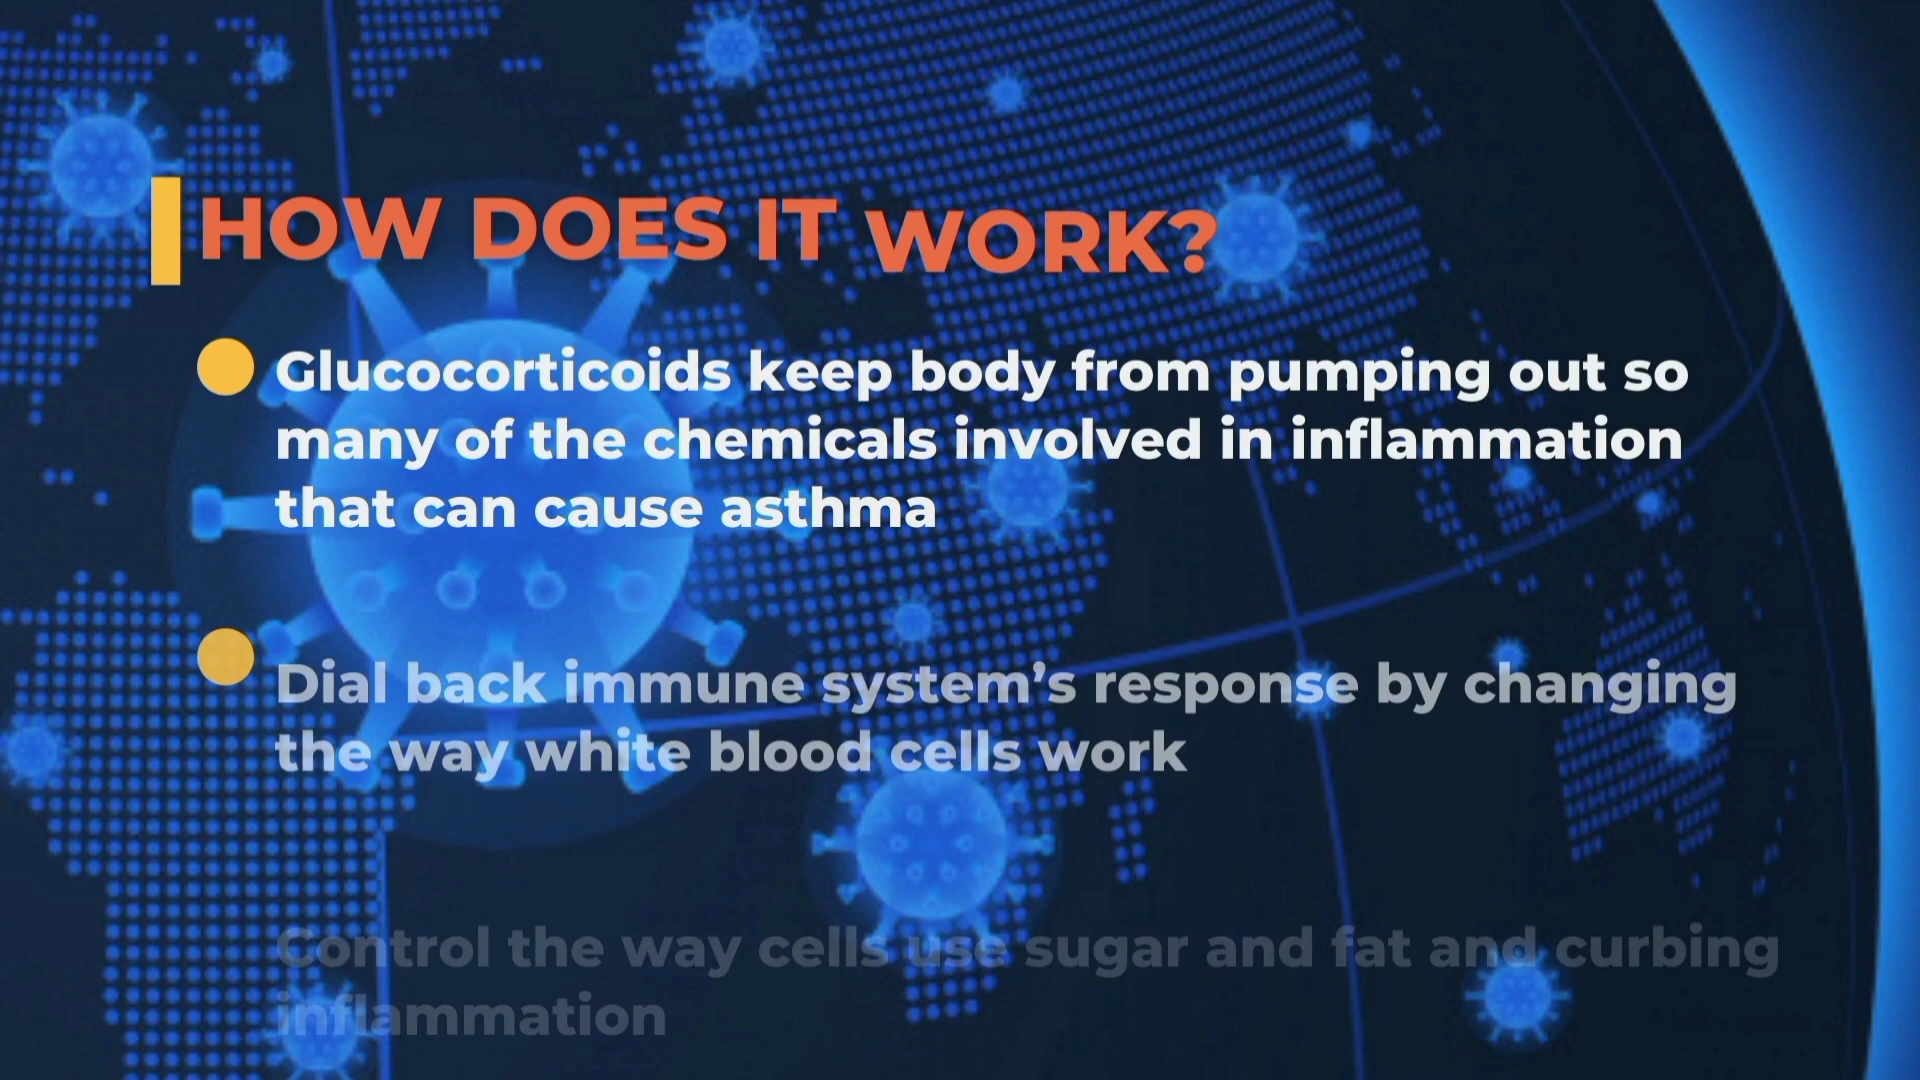 HOW DOES IT WORK?
Glucocorticoids keep body from pumping out so
many of the chemicals involved in inflammation
that can cause asthma
Dial back immune system’s response by changing
the way white blood cells work
Control the way cells use sugar and fat and curbing
inflammation